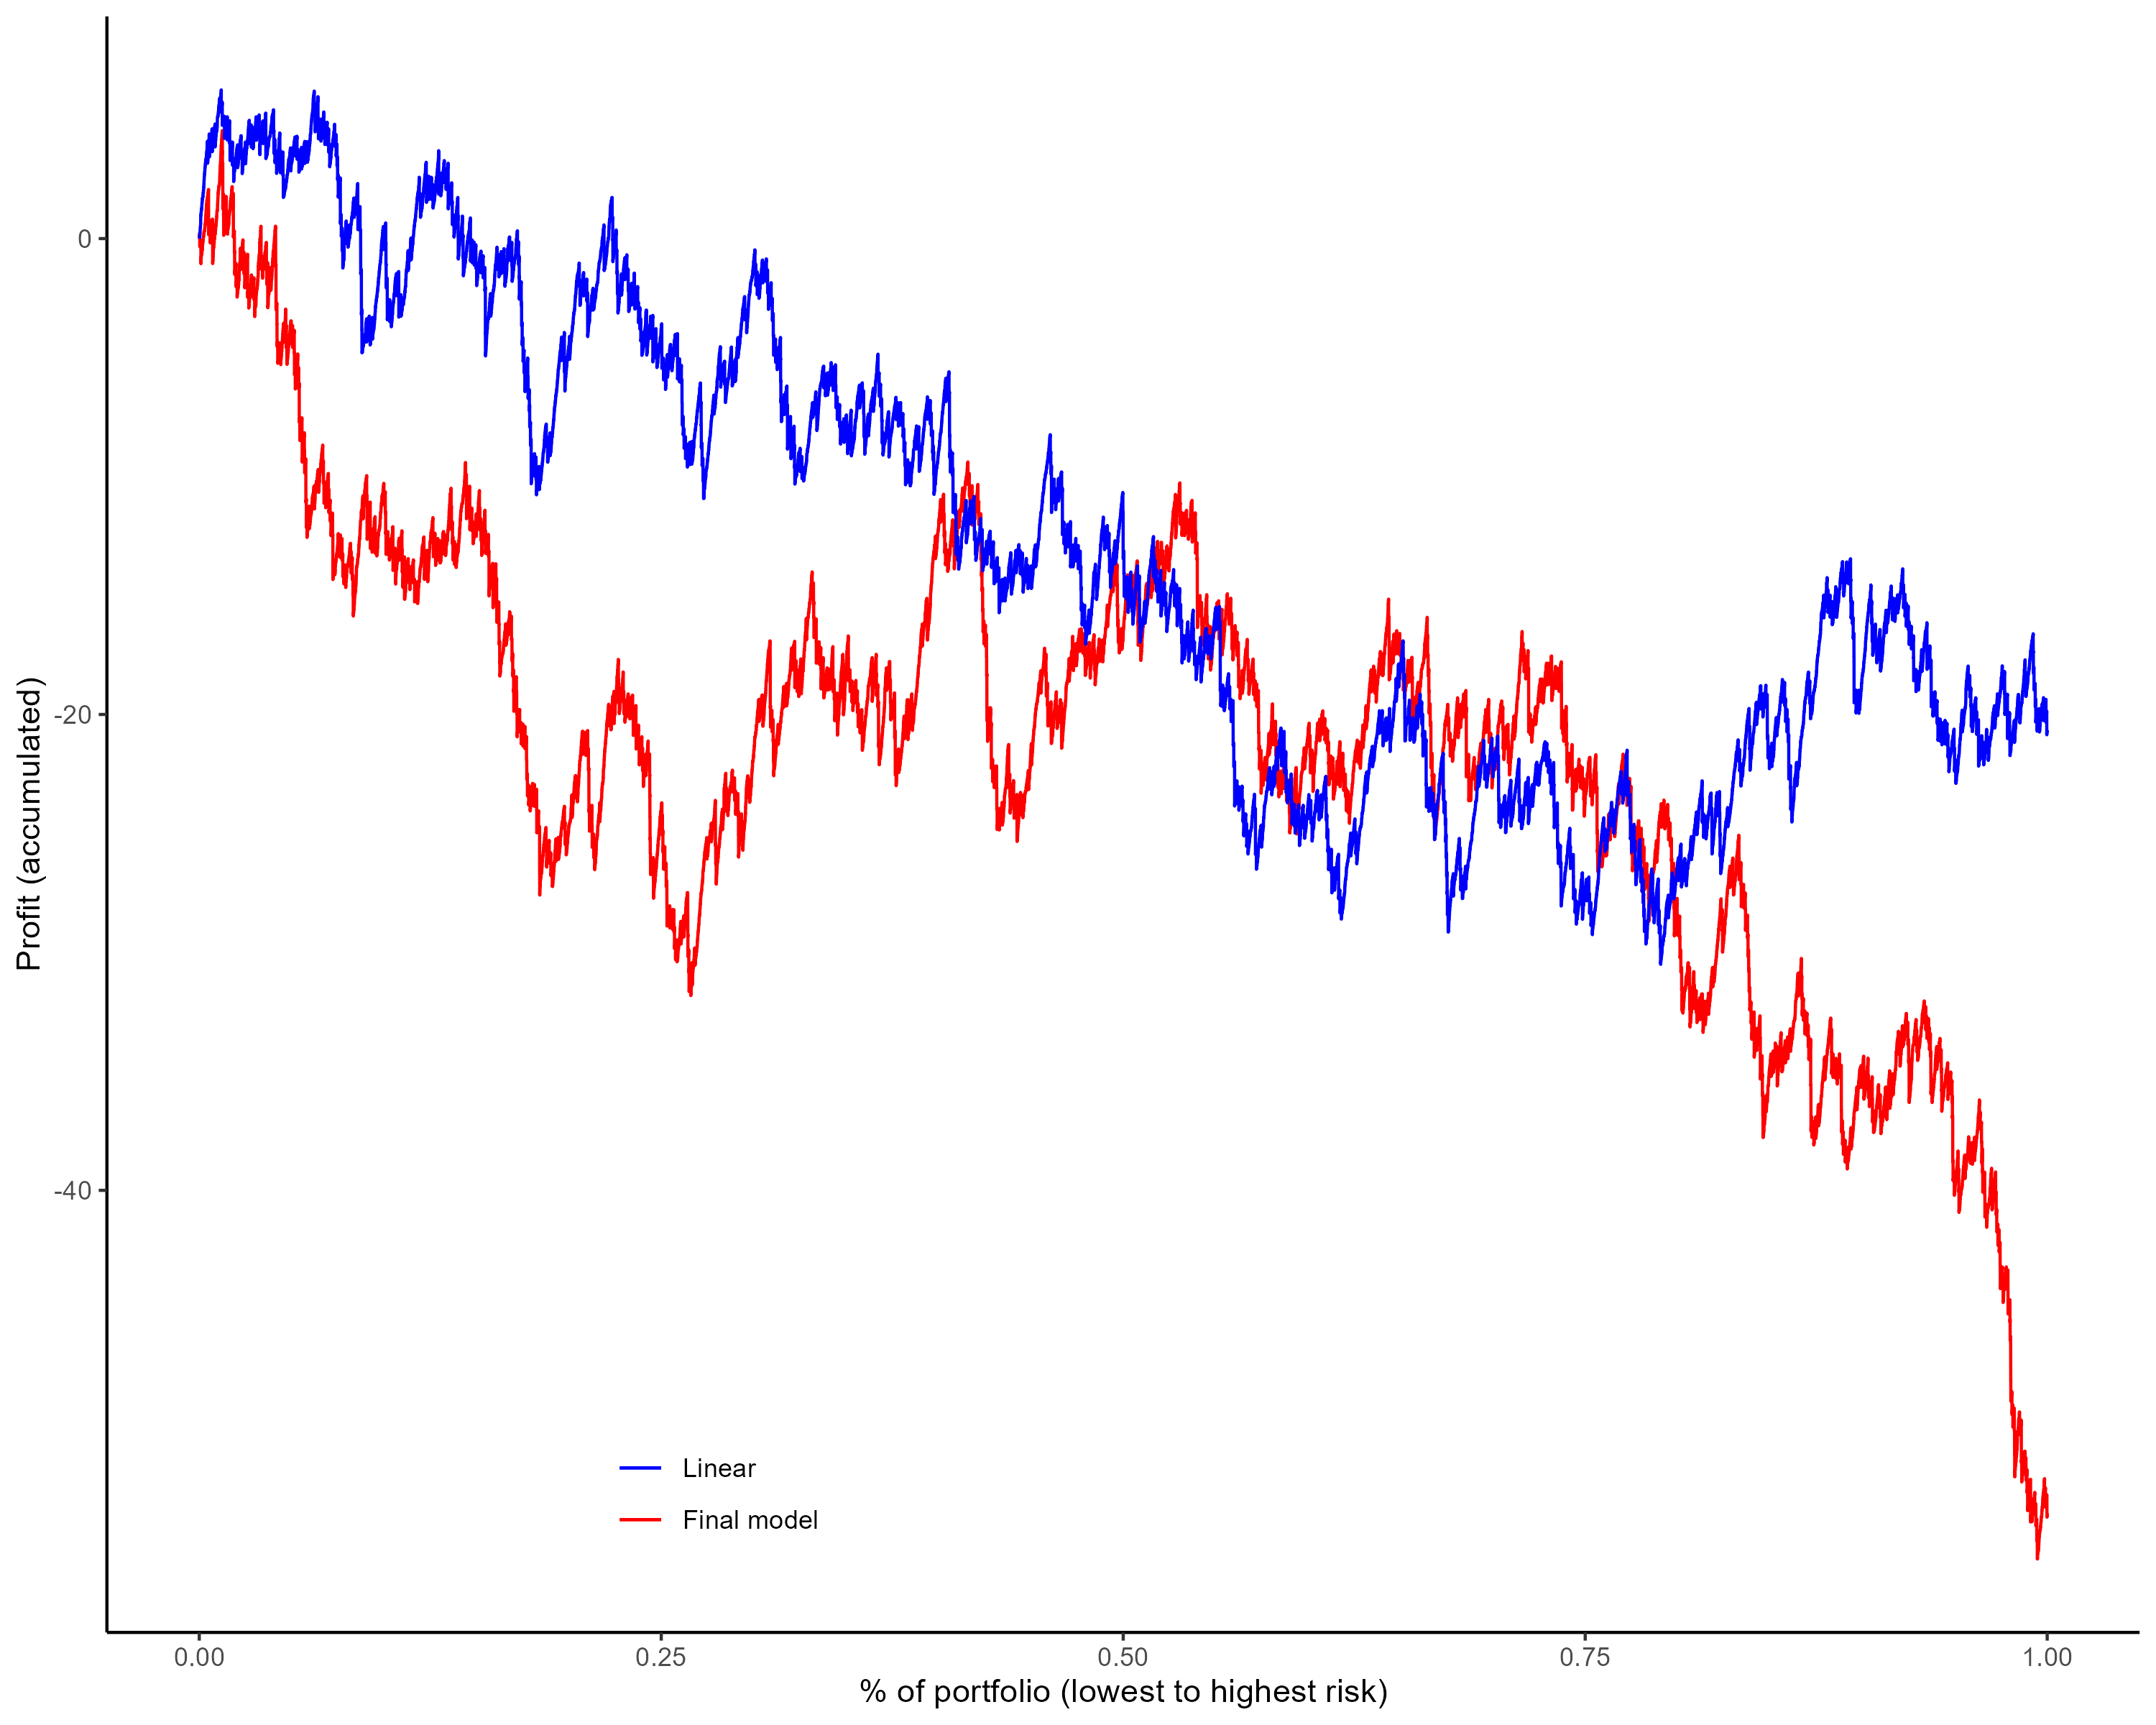 Profit (accumulated)
0
-20
-40
Linear
Final model
0.00 0.25 0.50 0.75 1.00
% of portfolio (lowest to highest risk)